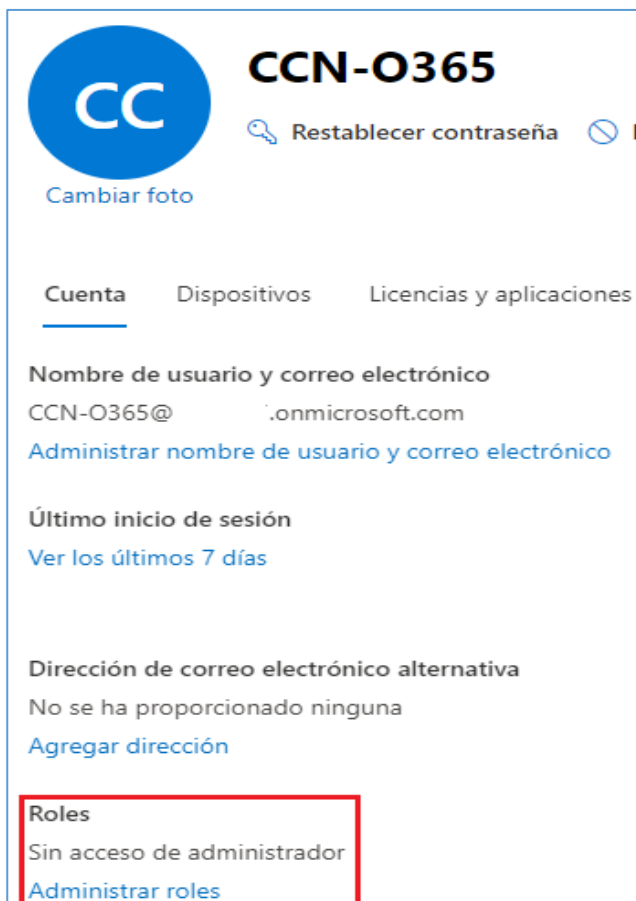 CC
CCN-O365
Restablecer contraseña
Cambiar foto
Cuenta Dispositivos Licencias y aplicaciones
Nombre de usuario y correo electrónico
CCN-O365@ .onmicrosoft.com
Administrar nombre de usuario y correo electrónico
Último inicio de sesión
Ver los últimos 7 días
Dirección de correo electrónico alternativa
No se ha proporcionado ninguna
Agregar dirección
Roles
Sin acceso de administrador
Administrar roles